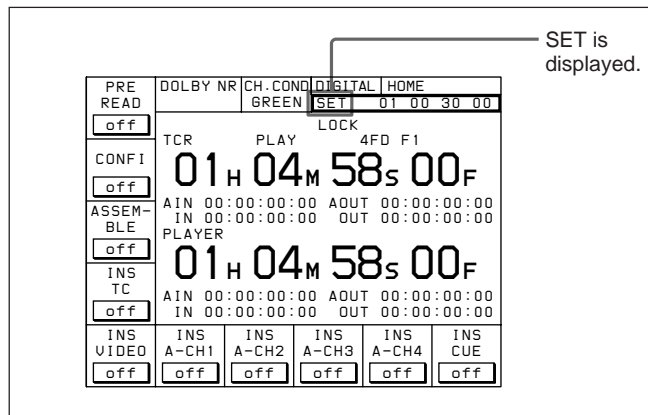 SET is
displayed.
PRE
READ
off
DOLBY NR CH.COND DIGITAL HOME
GREEN SET 01 00 30 00
LOCK
TCR PLAY 4FD F1
01H 04M 58S 00F
AIN 00:00:00:00 AOUT 00:00:00:00
IN 00:00:00:00 OUT 00:00:00:00
PLAYER
01H 04M 58S 00F
AIN 00:00:00:00 AOUT 00:00:00:00
IN 00:00:00:00 OUT 00:00:00:00
CONFI
off
ASSEM-
BLE
off
INS
TC
off
INS
VIDEO
off
INS
A-CH1
off
INS
A-CH2
off
INS
A-CH3
off
INS
A-CH4
off
INS
CUE
off